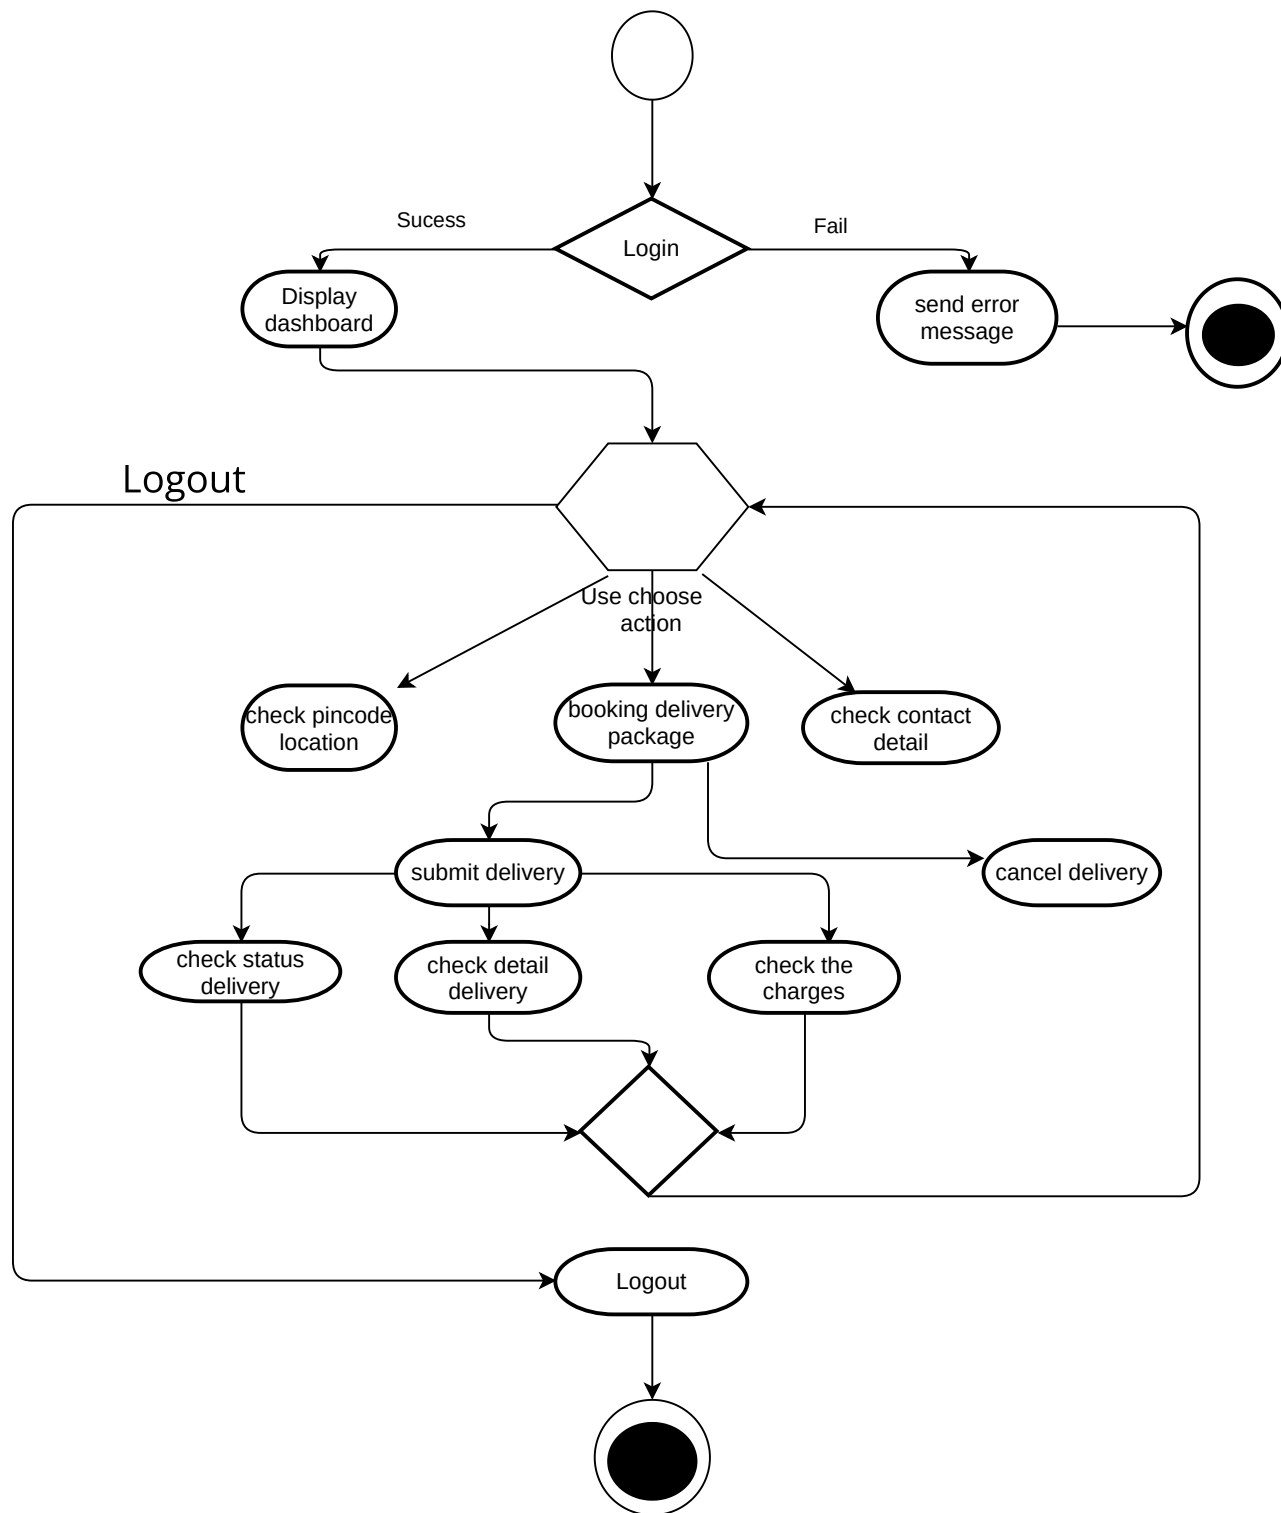 Sucess
Fail
Login
Display
dashboard
send error
message
Logout
Use choose
action
check pincode
location
booking delivery
package
check contact
detail
submit delivery
cancel delivery
check status
delivery
check detail
delivery
check the
charges
Logout